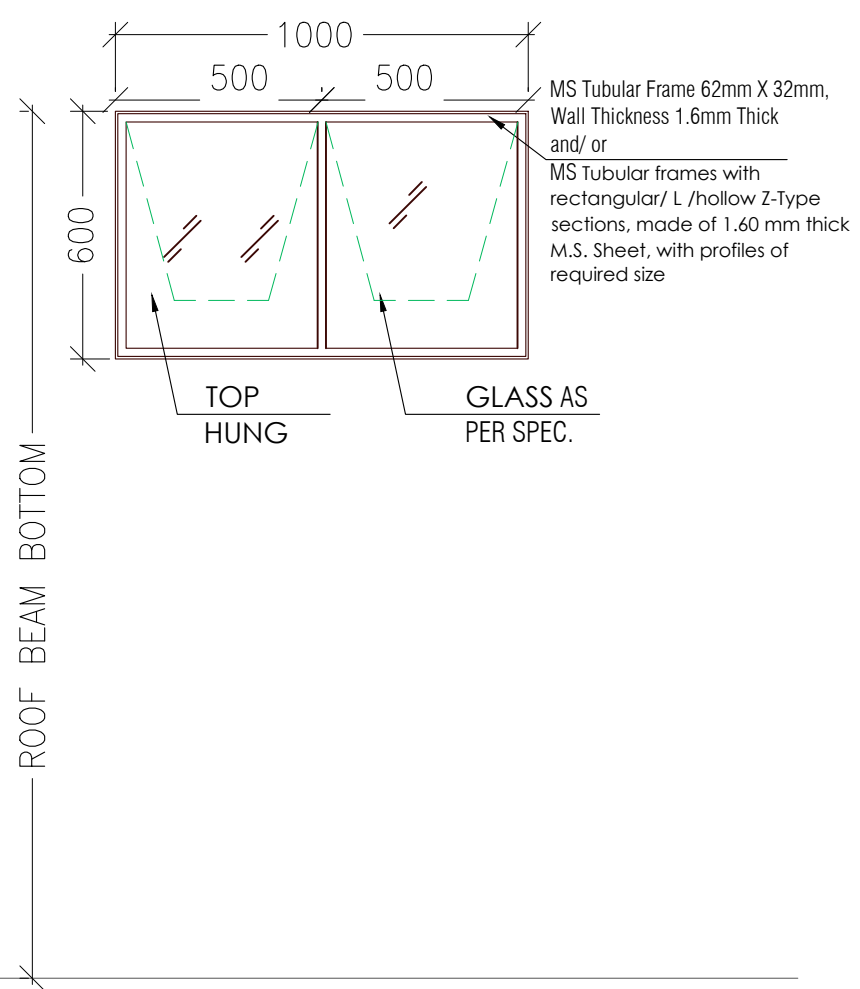 1000
500
500
MS Tubular Frame 62mm X 32mm,
Wall Thickness 1.6mm Thick
and/ or
MS Tubular frames with
rectangular/ L /hollow Z-Type
sections, made of 1.60 mm thick
M.S. Sheet, with profiles of
required size
600
TOP
HUNG
GLASS AS
PER SPEC.
ROOF BEAM BOTTOM